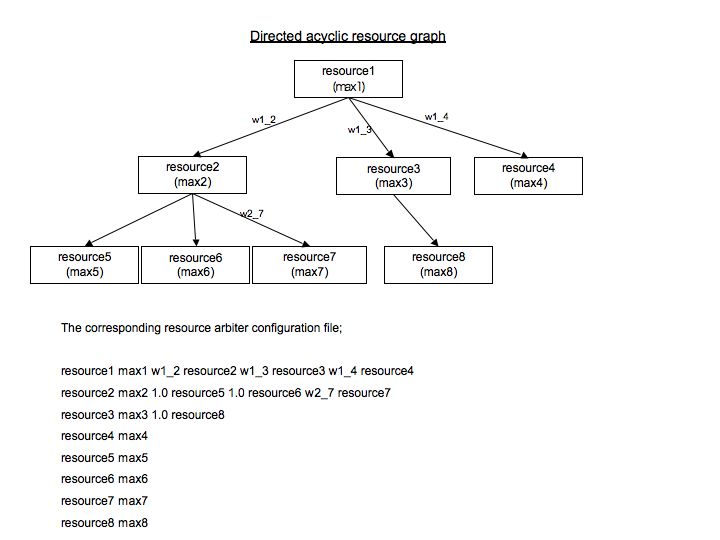 Directed acyclic resource graph
resource1
(max1)
w1_2
w1_3
w1_4
resource2
(max2)
resource3
(max3)
resource4
(max4)
w2_7
resource5
(max5)
resource6
(max6)
resource7
(max7)
resource8
(max8)
The corresponding resource arbiter configuration file;
resource1 max1 w1_2 resource2 w1_3 resource3 w1_4 resource4
resource2 max2 1.0 resource5 1.0 resource6 w2_7 resource7
resource3 max3 1.0 resource8
resource4 max4
resource5 max5
resource6 max6
resource7 max7
resource8 max8